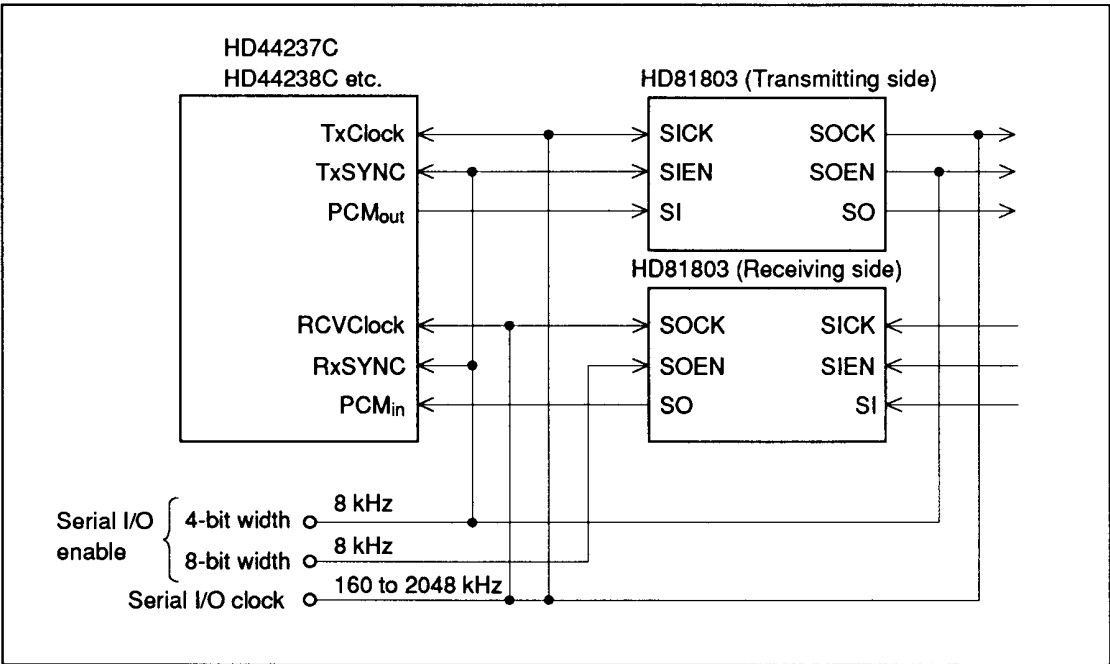 HD44237C
HD44238C etc.
HD81803 (Transmitting side)
TxClock
SICK
SOCK
TxSYNC
SIEN
SOEN
PCMout
SI
SO
HD81803 (Receiving side)
RCVClock
SOCK
SICK
RxSYNC
SOEN
SIEN
PCMin
SO
SI
Serial I/O
enable
4-bit width
8 kHz
8-bit width
8 kHz
Serial I/O clock
160 to 2048 kHz